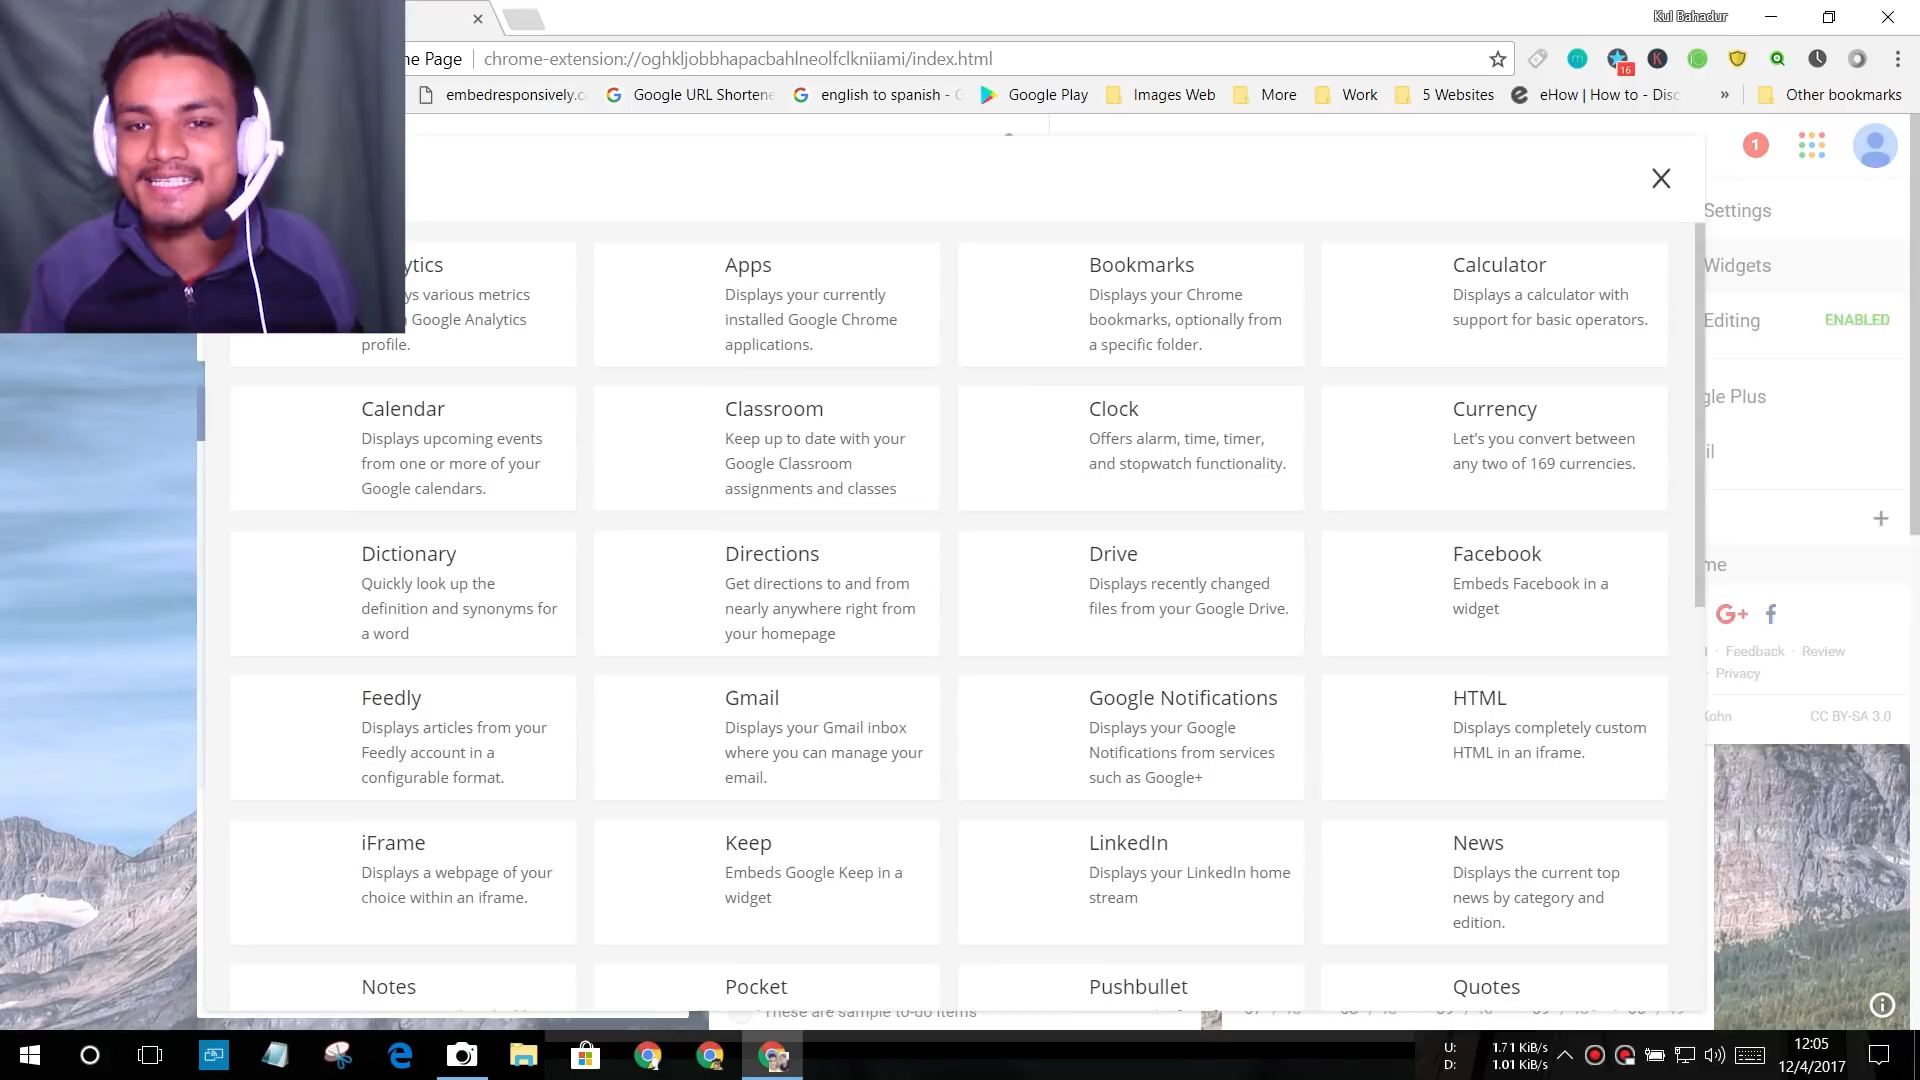 Kul Bahadur
ne Page
chrome-extension://oghkljobbhapacbahlneolfclkniiami/index.html
16
embedresponsively.c
Google URL Shortene
english to spanish - G
Google Play
Images Web
More
Work
5 Websites
eHow | How to - Disc
»
Other bookmarks
1
Settings
Widgets
Editing ENABLED
gle Plus
il
me
G+ f
Feedback · Review
· Privacy
Kohn CC BY-SA 3.0
ytics
ys various metrics
Google Analytics
profile.
Apps
Displays your currently
installed Google Chrome
applications.
Bookmarks
Displays your Chrome
bookmarks, optionally from
a specific folder.
Calculator
Displays a calculator with
support for basic operators.
Calendar
Displays upcoming events
from one or more of your
Google calendars.
Classroom
Keep up to date with your
Google Classroom
assignments and classes
Clock
Offers alarm, time, timer,
and stopwatch functionality.
Currency
Let's you convert between
any two of 169 currencies.
Dictionary
Quickly look up the
definition and synonyms for
a word
Directions
Get directions to and from
nearly anywhere right from
your homepage
Drive
Displays recently changed
files from your Google Drive.
Facebook
Embeds Facebook in a
widget
Feedly
Displays articles from your
Feedly account in a
configurable format.
Gmail
Displays your Gmail inbox
where you can manage your
email.
Google Notifications
Displays your Google
Notifications from services
such as Google+
HTML
Displays completely custom
HTML in an iframe.
iFrame
Displays a webpage of your
choice within an iframe.
Keep
Embeds Google Keep in a
widget
LinkedIn
Displays your LinkedIn home
stream
News
Displays the current top
news by category and
edition.
Notes
Pocket
Pushbullet
Quotes
These are sample to-do items
U: 1.71 KiB/s
D: 1.01 KiB/s
12:05
12/4/2017